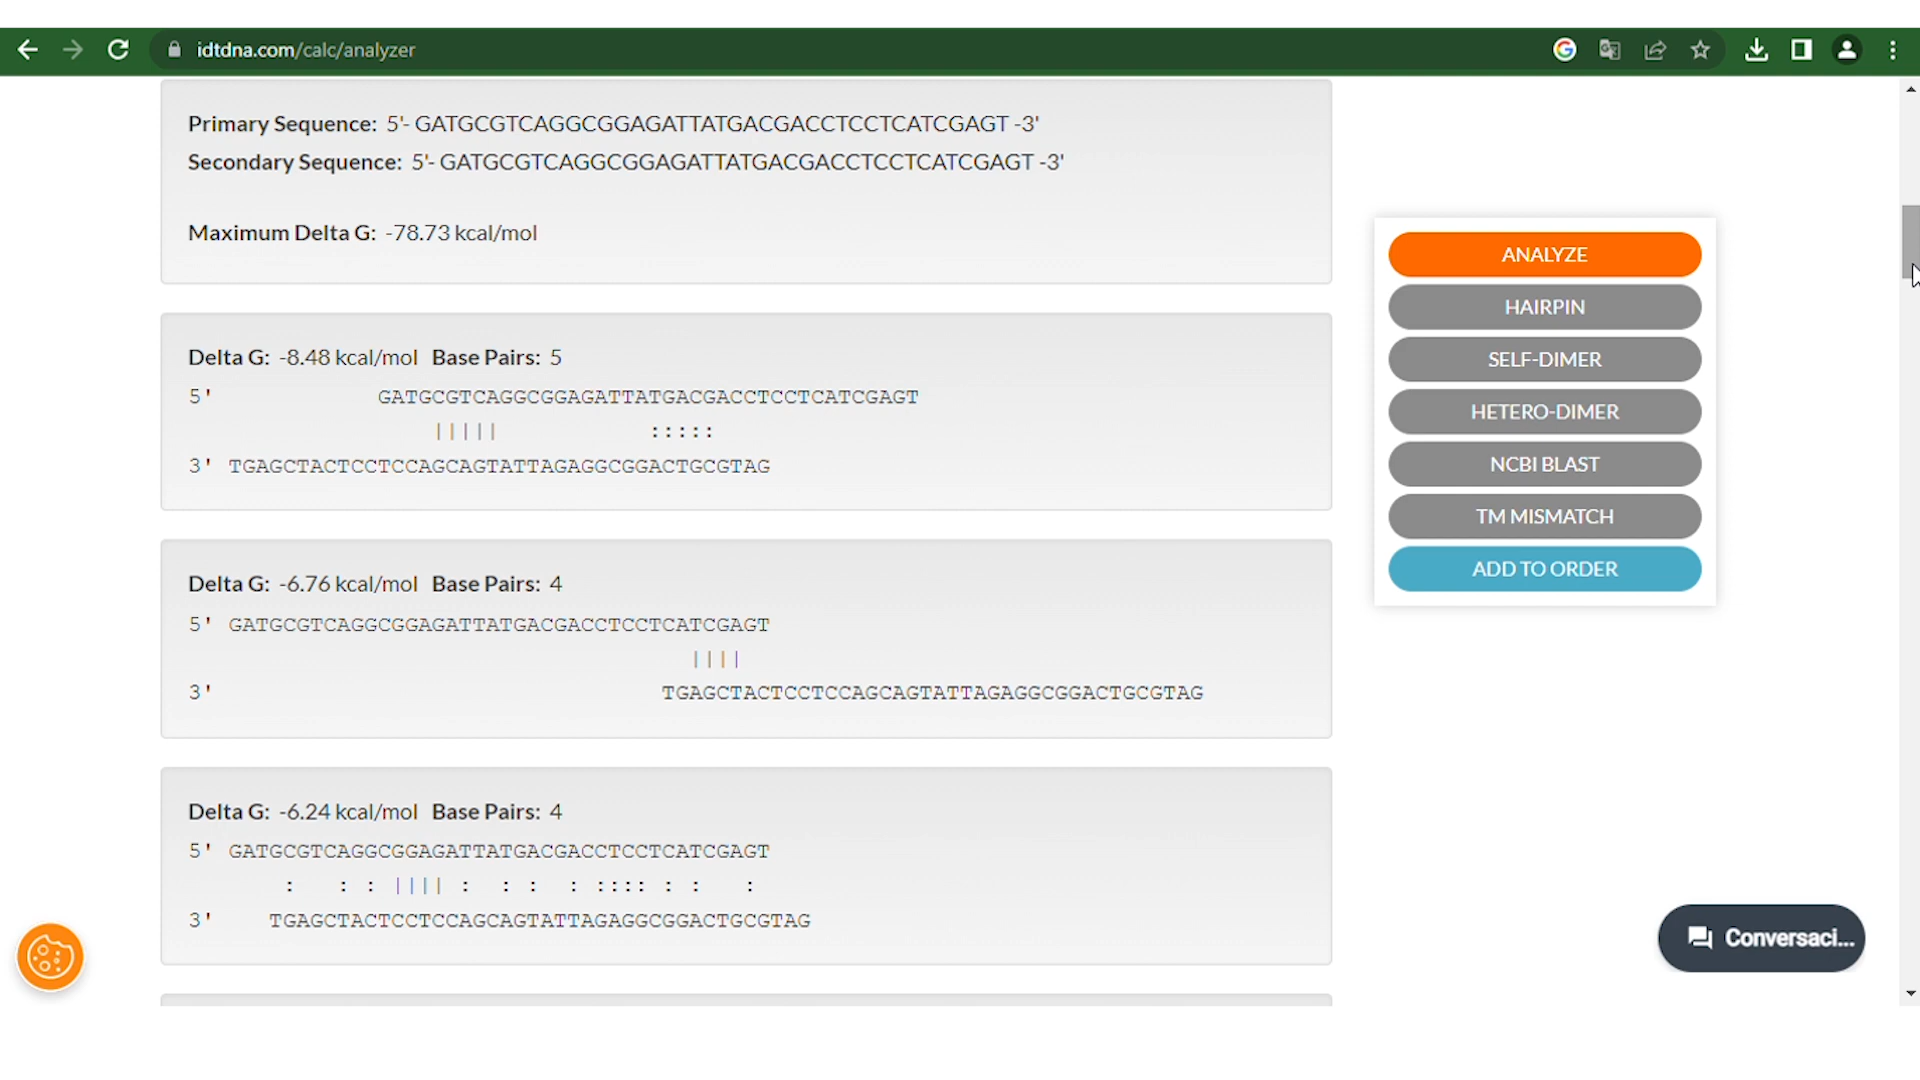 idtdna.com/calc/analyzer
Primary Sequence: 5'- GATGCGTCAGGCGGAGATTATGACGACCTCCTCATCGAGT -3'
Secondary Sequence: 5'- GATGCGTCAGGCGGAGATTATGACGACCTCCTCATCGAGT -3'
Maximum Delta G: -78.73 kcal/mol
Delta G: -8.48 kcal/mol Base Pairs: 5
5' GATGCGTCAGGCGGAGATTATGACGACCTCCTCATCGAGT
||||| :::::
3' TGAGCTACTCCTCCAGCAGTATTAGAGGCGGACTGCGTAG
Delta G: -6.76 kcal/mol Base Pairs: 4
5' GATGCGTCAGGCGGAGATTATGACGACCTCCTCATCGAGT
||||
3' TGAGCTACTCCTCCAGCAGTATTAGAGGCGGACTGCGTAG
Delta G: -6.24 kcal/mol Base Pairs: 4
5' GATGCGTCAGGCGGAGATTATGACGACCTCCTCATCGAGT
: : : |||| : : : : :::: : : :
3' TGAGCTACTCCTCCAGCAGTATTAGAGGCGGACTGCGTAG
ANALYZE
HAIRPIN
SELF-DIMER
HETERO-DIMER
NCBI BLAST
TM MISMATCH
ADD TO ORDER
Conversaci...